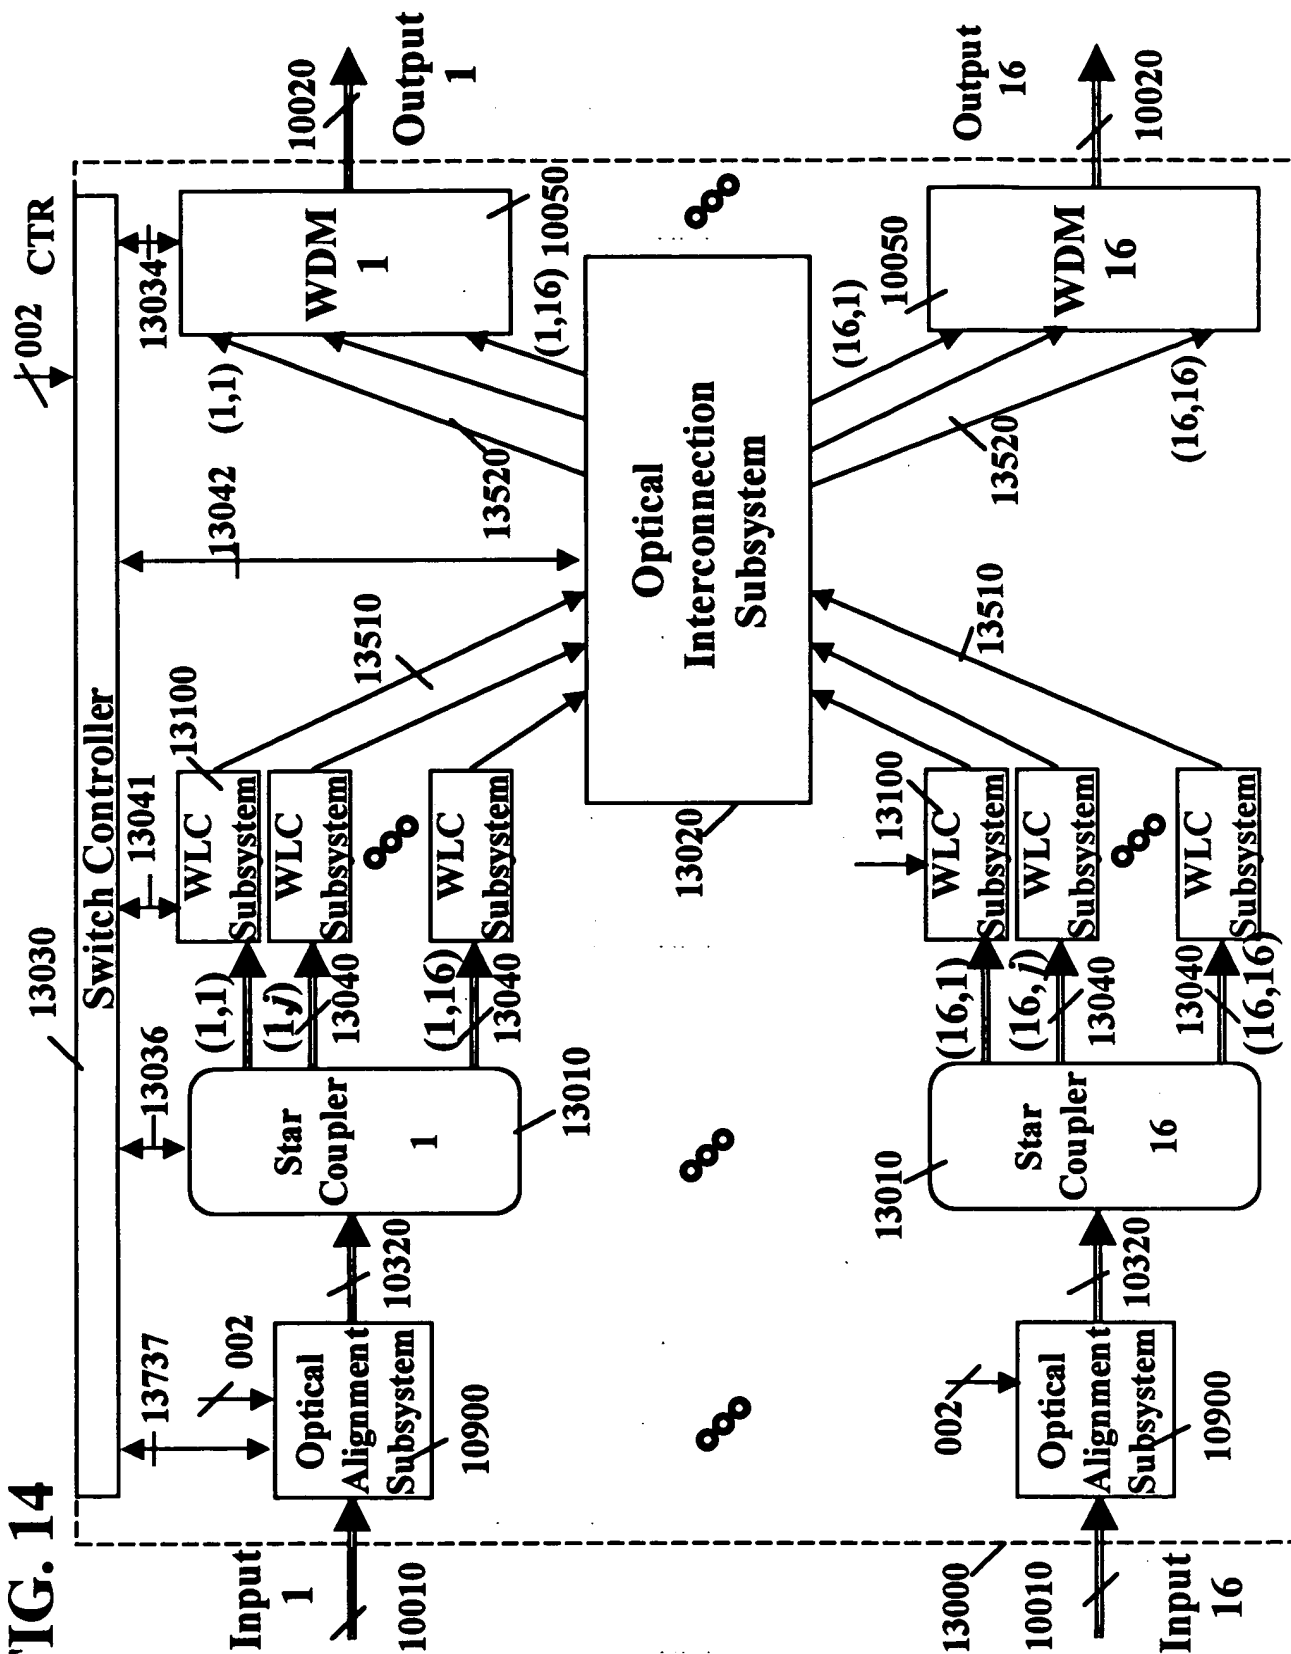 FIG. 14
002
CTR
13030
Switch Controller
13737
13036
13041
13042
13034
Input
1
10010
002
Optical
Alignment
Subsystem
10900
10320
Star
Coupler
1
13010
(1,1)
(1,j)
13040
(1,16)
13040
WLC
Subsystem
13100
WLC
Subsystem
WLC
Subsystem
13510
13520
(1,1)
(1,16)
WDM
1
10050
10020
Output
1
Optical
Interconnection
Subsystem
13020
13000
Input
16
10010
002
Optical
Alignment
Subsystem
10900
10320
Star
Coupler
16
13010
(16,1)
(16,j)
13040
13040
(16,16)
13100
WLC
Subsystem
WLC
Subsystem
WLC
Subsystem
13510
13520
(16,1)
(16,16)
10050
WDM
16
Output
16
10020